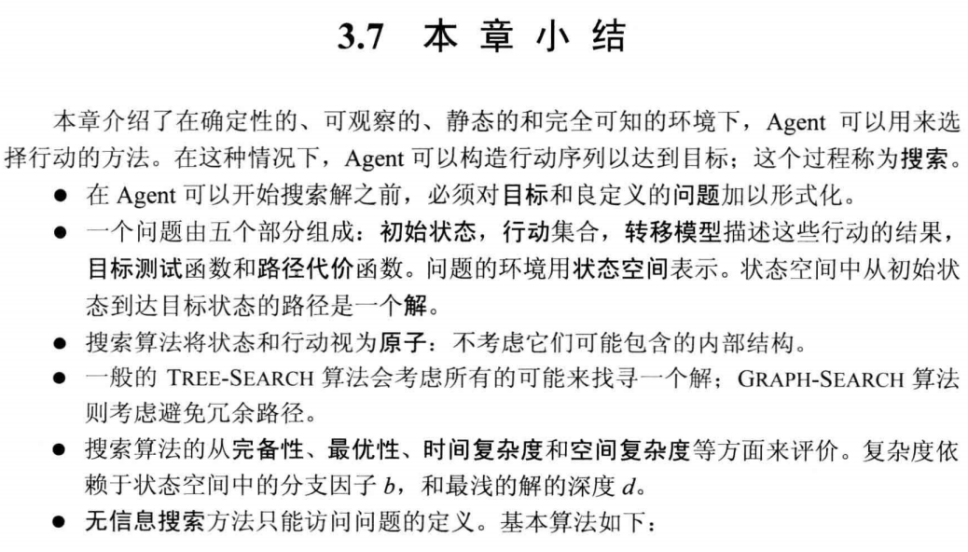 3.7 本章小结
本章介绍了在确定性的、可观察的、静态的和完全可知的环境下，Agent 可以用来选
择行动的方法。在这种情况下，Agent 可以构造行动序列以达到目标；这个过程称为搜索。
● 在 Agent 可以开始搜索解之前，必须对目标和良定义的问题加以形式化。
● 一个问题由五个部分组成：初始状态，行动集合，转移模型描述这些行动的结果，
目标测试函数和路径代价函数。问题的环境用状态空间表示。状态空间中从初始状
态到达目标状态的路径是一个解。
● 搜索算法将状态和行动视为原子：不考虑它们可能包含的内部结构。
● 一般的 TREE-SEARCH 算法会考虑所有的可能来找寻一个解；GRAPH-SEARCH 算法
则考虑避免冗余路径。
● 搜索算法的从完备性、最优性、时间复杂度和空间复杂度等方面来评价。复杂度依
赖于状态空间中的分支因子 b，和最浅的解的深度 d。
● 无信息搜索方法只能访问问题的定义。基本算法如下：